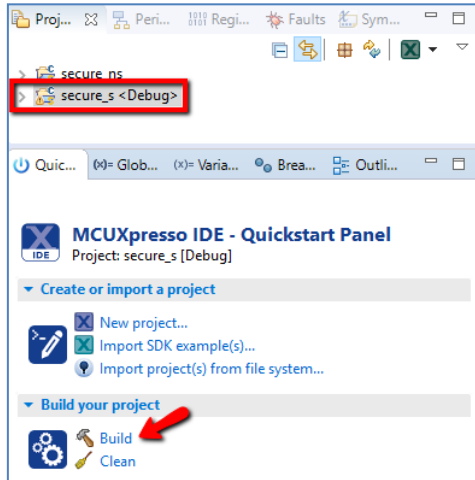 Proj... Peri... Regi... Faults Sym...
secure_ns
secure_s <Debug>
Quic... (x)= Glob... (x)= Varia... Brea... Outli...
IDE
MCUXpresso IDE - Quickstart Panel
Project: secure_s [Debug]
Create or import a project
New project...
Import SDK example(s)...
Import project(s) from file system...
Build your project
Build
Clean